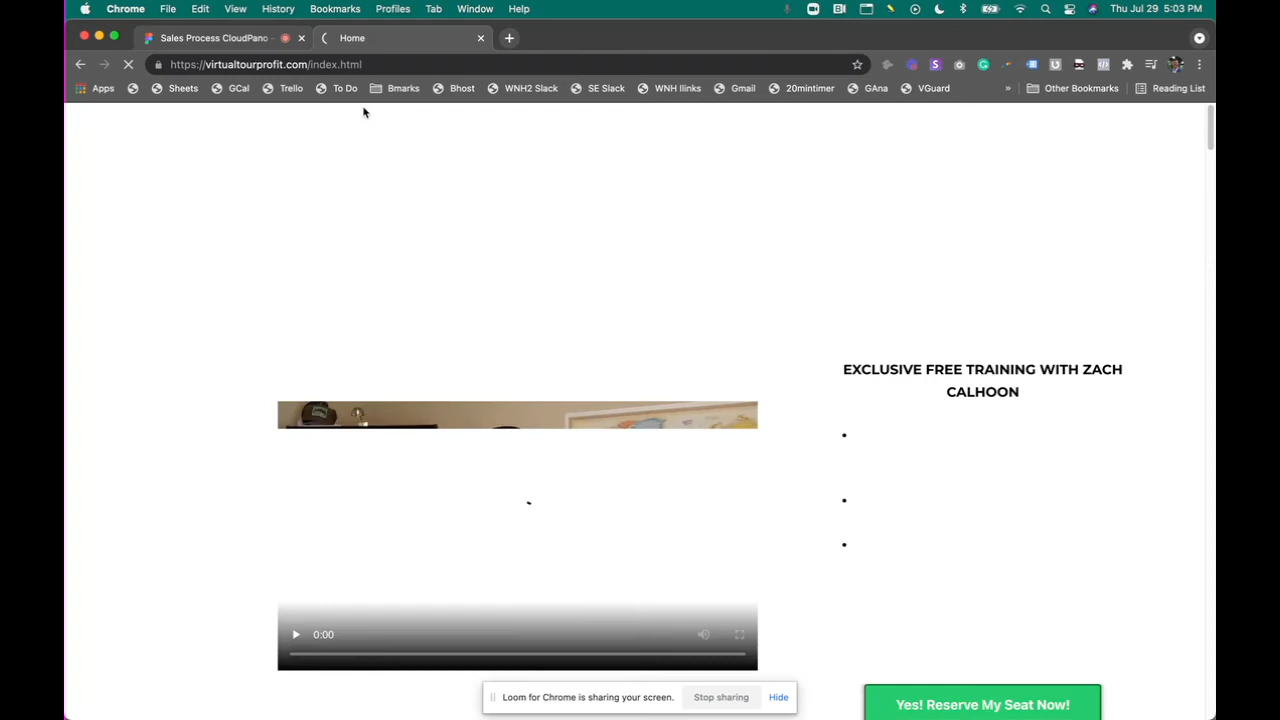 Chrome File Edit View History Bookmarks Profiles Tab Window Help Thu Jul 29 5:03 PM
Sales Process CloudPano - Home
https://virtualtourprofit.com/index.html
Apps Sheets GCal Trello To Do Bmarks Bhost WNH2 Slack SE Slack WNH llinks Gmail 20mintimer GAna VGuard » Other Bookmarks Reading List
EXCLUSIVE FREE TRAINING WITH ZACH
CALHOON
0:00
Loom for Chrome is sharing your screen. Stop sharing Hide
Yes! Reserve My Seat Now!